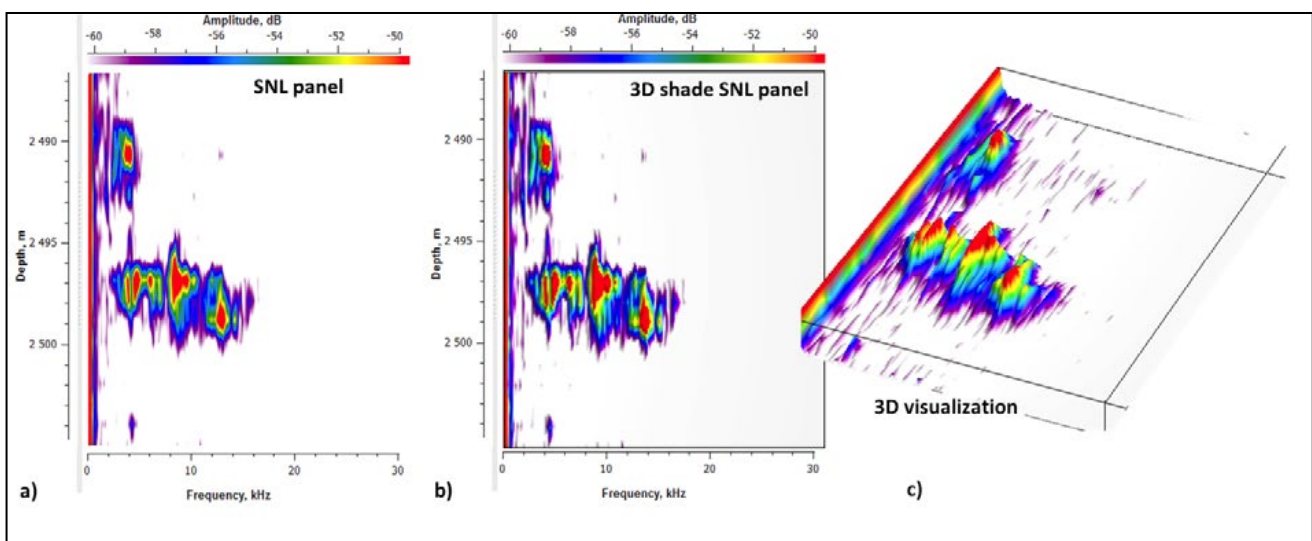 Amplitude, dB
-60 -58 -56 -54 -52 -50
SNL panel
Depth, m
2 490
2 495
2 500
0 10 20 30
Frequency, kHz
a)
Amplitude, dB
-60 -58 -56 -54 -52 -50
3D shade SNL panel
Depth, m
2 490
2 495
2 500
0 10 20 30
Frequency, kHz
b)
3D visualization
c)